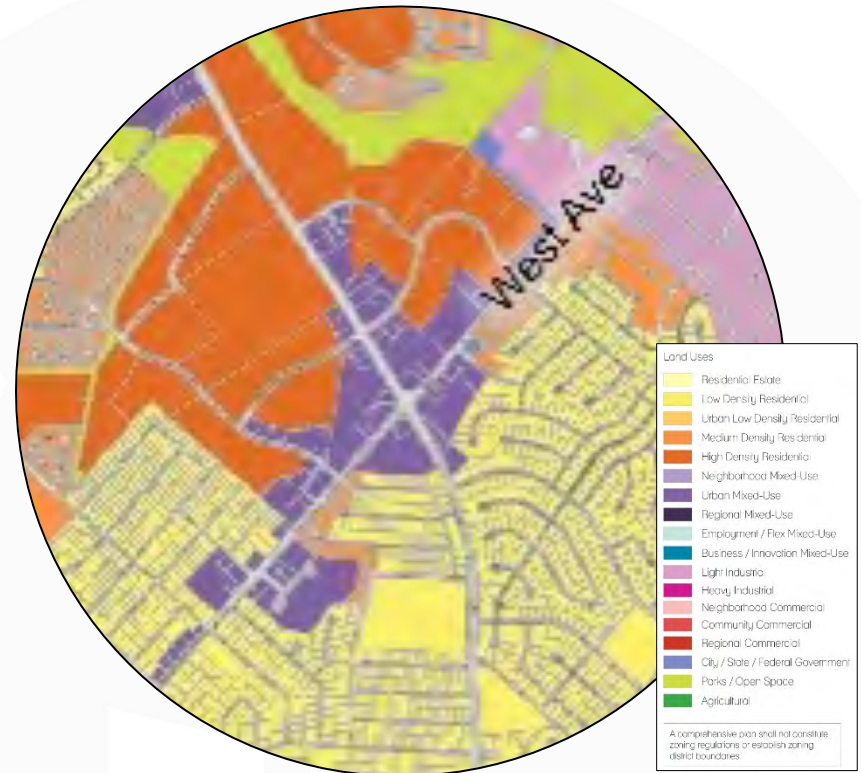 West Ave
Land Uses
Residential Estate
Low Density Residential
Urban Low Density Residential
Medium Density Residential
High Density Residential
Neighborhood Mixed-Use
Urban Mixed-Use
Regional Mixed-Use
Employment / Flex Mixed-Use
Business / Innovation Mixed-Use
Light Industrial
Heavy Industrial
Neighborhood Commercial
Community Commercial
Regional Commercial
City / State / Federal Government
Parks / Open Space
Agricultural
A comprehensive plan shall not constitute
zoning regulations or establish zoning
district boundaries